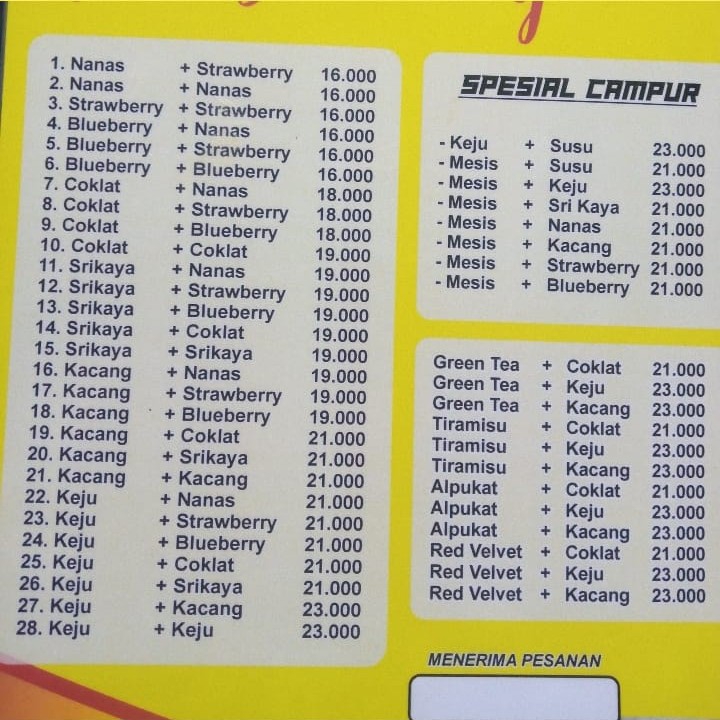 1. Nanas + Strawberry 16.000
2. Nanas + Nanas 16.000
3. Strawberry + Strawberry 16.000
4. Blueberry + Nanas 16.000
5. Blueberry + Strawberry 16.000
6. Blueberry + Blueberry 16.000
7. Coklat + Nanas 18.000
8. Coklat + Strawberry 18.000
9. Coklat + Blueberry 18.000
10. Coklat + Coklat 19.000
11. Srikaya + Nanas 19.000
12. Srikaya + Strawberry 19.000
13. Srikaya + Blueberry 19.000
14. Srikaya + Coklat 19.000
15. Srikaya + Srikaya 19.000
16. Kacang + Nanas 19.000
17. Kacang + Strawberry 19.000
18. Kacang + Blueberry 19.000
19. Kacang + Coklat 21.000
20. Kacang + Srikaya 21.000
21. Kacang + Kacang 21.000
22. Keju + Nanas 21.000
23. Keju + Strawberry 21.000
24. Keju + Blueberry 21.000
25. Keju + Coklat 21.000
26. Keju + Srikaya 21.000
27. Keju + Kacang 23.000
28. Keju + Keju 23.000
SPESIAL CAMPUR
- Keju + Susu 23.000
- Mesis + Susu 21.000
- Mesis + Keju 23.000
- Mesis + Sri Kaya 21.000
- Mesis + Nanas 21.000
- Mesis + Kacang 21.000
- Mesis + Strawberry 21.000
- Mesis + Blueberry 21.000
Green Tea + Coklat 21.000
Green Tea + Keju 23.000
Green Tea + Kacang 23.000
Tiramisu + Coklat 21.000
Tiramisu + Keju 23.000
Tiramisu + Kacang 23.000
Alpukat + Coklat 21.000
Alpukat + Keju 23.000
Alpukat + Kacang 23.000
Red Velvet + Coklat 21.000
Red Velvet + Keju 23.000
Red Velvet + Kacang 23.000
MENERIMA PESANAN